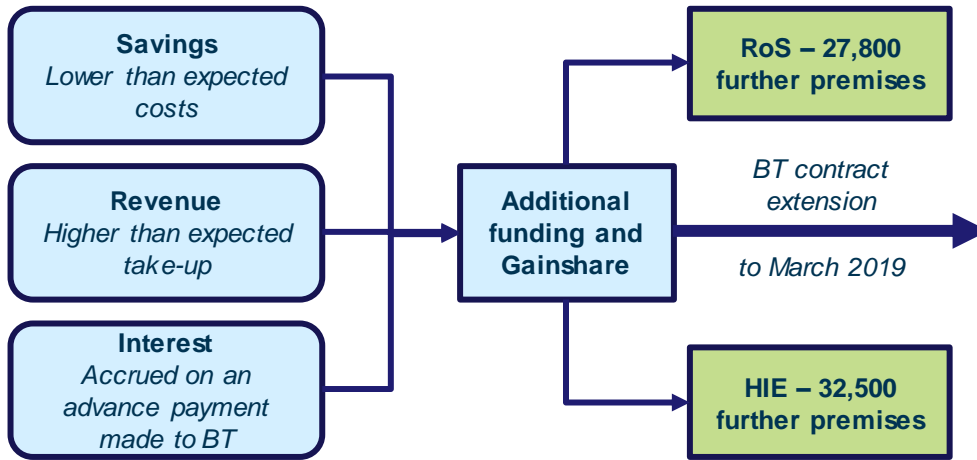 Savings
Lower than expected
costs
Revenue
Higher than expected
take-up
Interest
Accrued on an
advance payment
made to BT
Additional
funding and
Gainshare
RoS – 27,800
further premises
BT contract
extension
to March 2019
HIE – 32,500
further premises